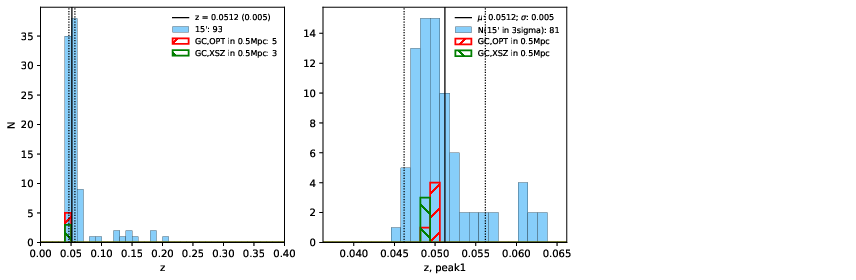 z = 0.0512 (0.005)
15': 93
GC,OPT in 0.5Mpc: 5
GC,XSZ in 0.5Mpc: 3
N
35
30
25
20
15
10
5
0
0.00 0.05 0.10 0.15 0.20 0.25 0.30 0.35 0.40
z
μ: 0.0512; σ: 0.005
N(15' in 3sigma): 81
GC,OPT in 0.5Mpc
GC,XSZ in 0.5Mpc
14
12
10
8
6
4
2
0
0.045 0.050 0.055 0.060 0.065
z, peak1